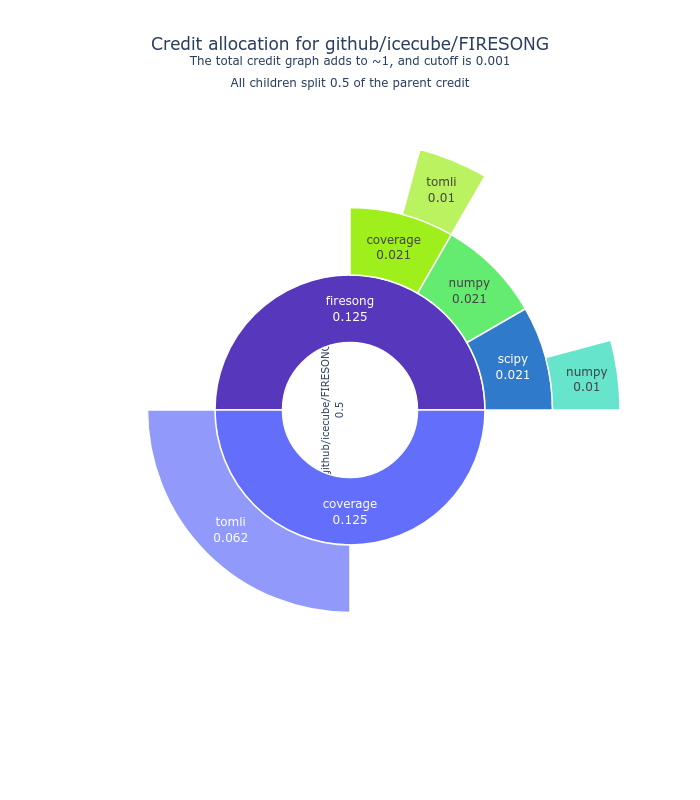 Credit allocation for github/icecube/FIRESONG
The total credit graph adds to ~1, and cutoff is 0.001
All children split 0.5 of the parent credit
tomli
0.01
coverage
0.021
numpy
0.021
firesong
0.125
scipy
0.021
numpy
0.01
github/icecube/FIRESONG
0.5
coverage
0.125
tomli
0.062